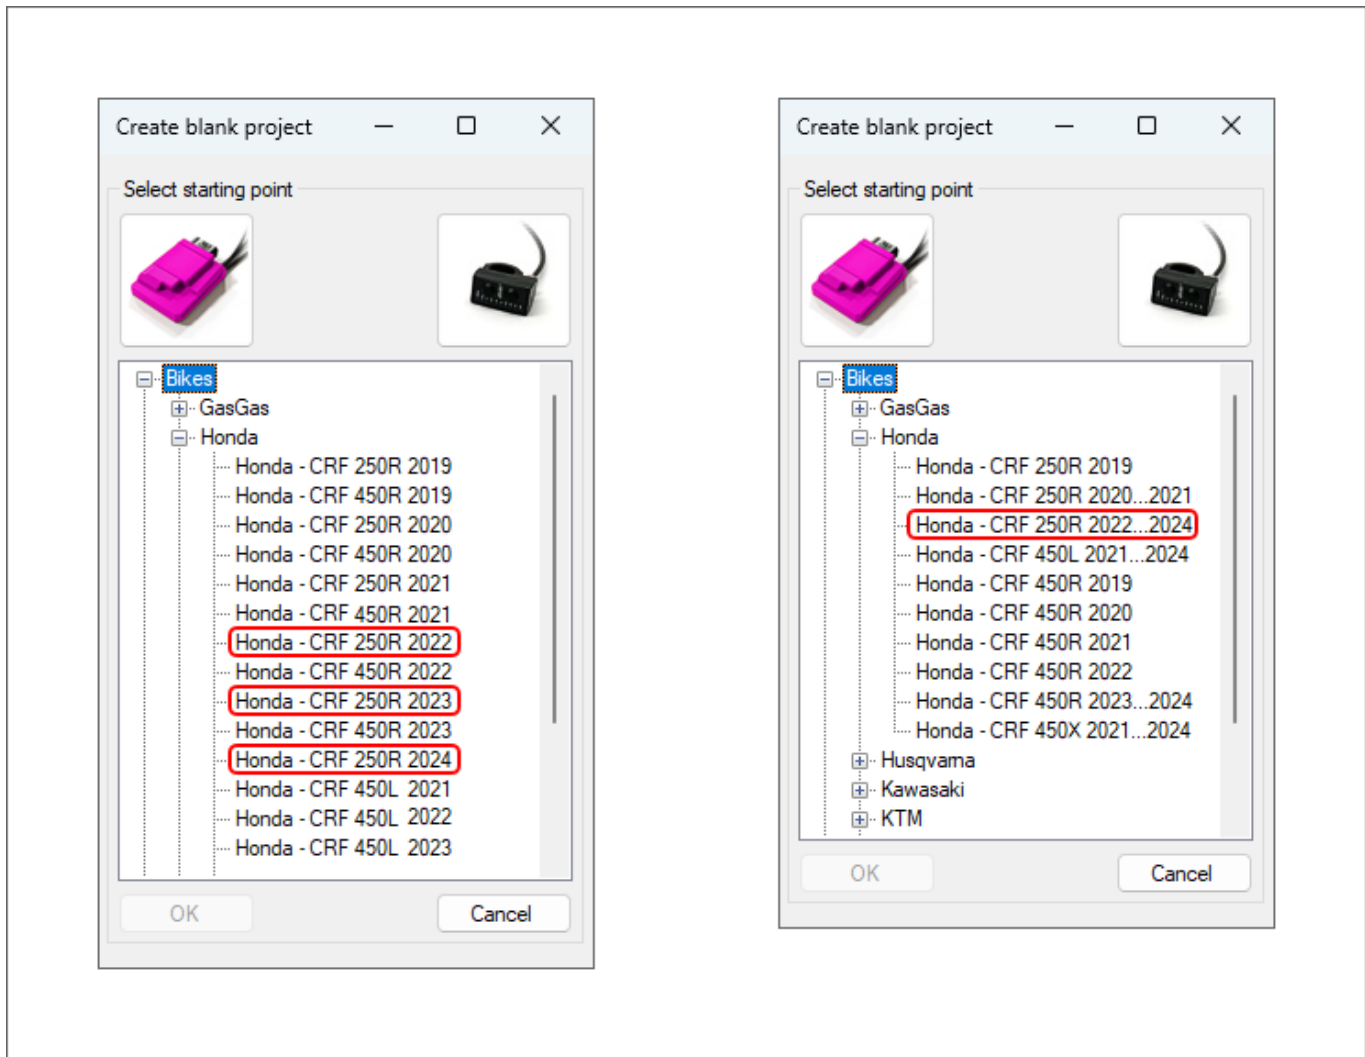 Create blank project
Select starting point
Bikes
GasGas
Honda
Honda - CRF 250R 2019
Honda - CRF 450R 2019
Honda - CRF 250R 2020
Honda - CRF 450R 2020
Honda - CRF 250R 2021
Honda - CRF 450R 2021
Honda - CRF 250R 2022
Honda - CRF 450R 2022
Honda - CRF 250R 2023
Honda - CRF 450R 2023
Honda - CRF 250R 2024
Honda - CRF 450L 2021
Honda - CRF 450L 2022
Honda - CRF 450L 2023
OK
Cancel
Create blank project
Select starting point
Bikes
GasGas
Honda
Honda - CRF 250R 2019
Honda - CRF 250R 2020...2021
Honda - CRF 250R 2022...2024
Honda - CRF 450L 2021...2024
Honda - CRF 450R 2019
Honda - CRF 450R 2020
Honda - CRF 450R 2021
Honda - CRF 450R 2022
Honda - CRF 450R 2023...2024
Honda - CRF 450X 2021...2024
Husqvarna
Kawasaki
KTM
OK
Cancel